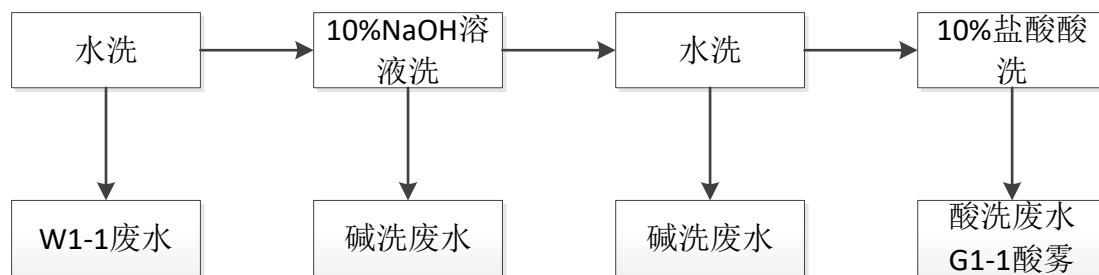 水洗
10%NaOH溶
液洗
水洗
10%盐酸酸
洗
W1-1废水
碱洗废水
碱洗废水
酸洗废水
G1-1酸雾